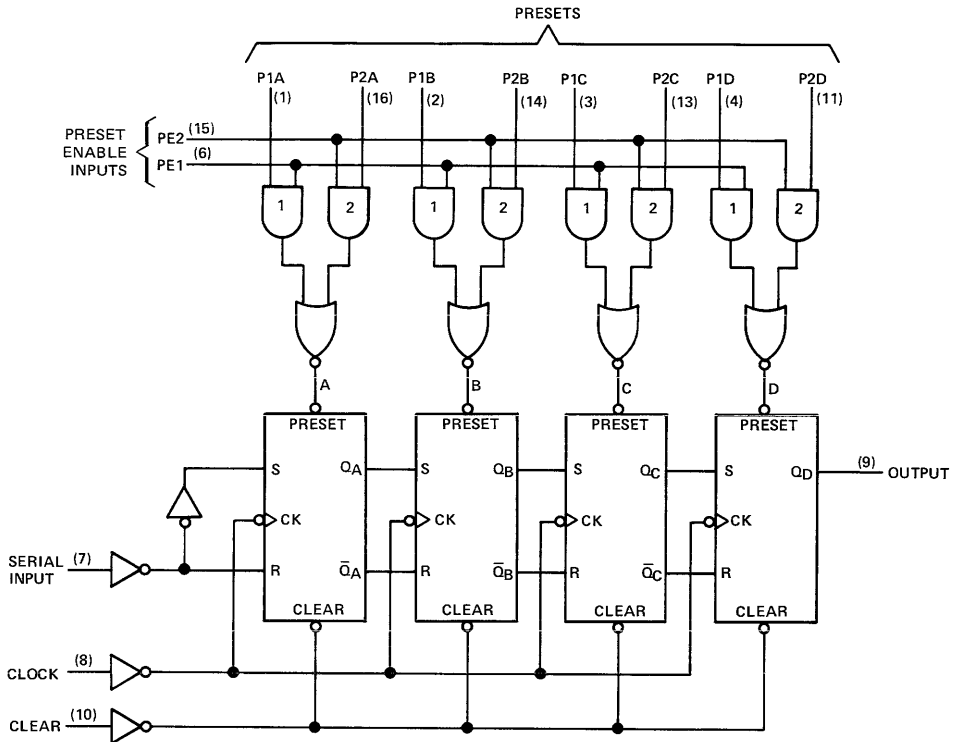 PRESETS
P1A P2A P1B P2B P1C P2C P1D P2D
(1) (16) (2) (14) (3) (13) (4) (11)
PRESET
ENABLE
INPUTS
PE2 (15)
PE1 (6)
1 2 1 2 1 2 1 2
A B C D
PRESET PRESET PRESET PRESET
S QA S QB S QC S QD (9) OUTPUT
CK CK CK CK
SERIAL
INPUT
(7)
R Q̄A R Q̄B R Q̄C R
CLEAR CLEAR CLEAR CLEAR
CLOCK (8)
CLEAR (10)